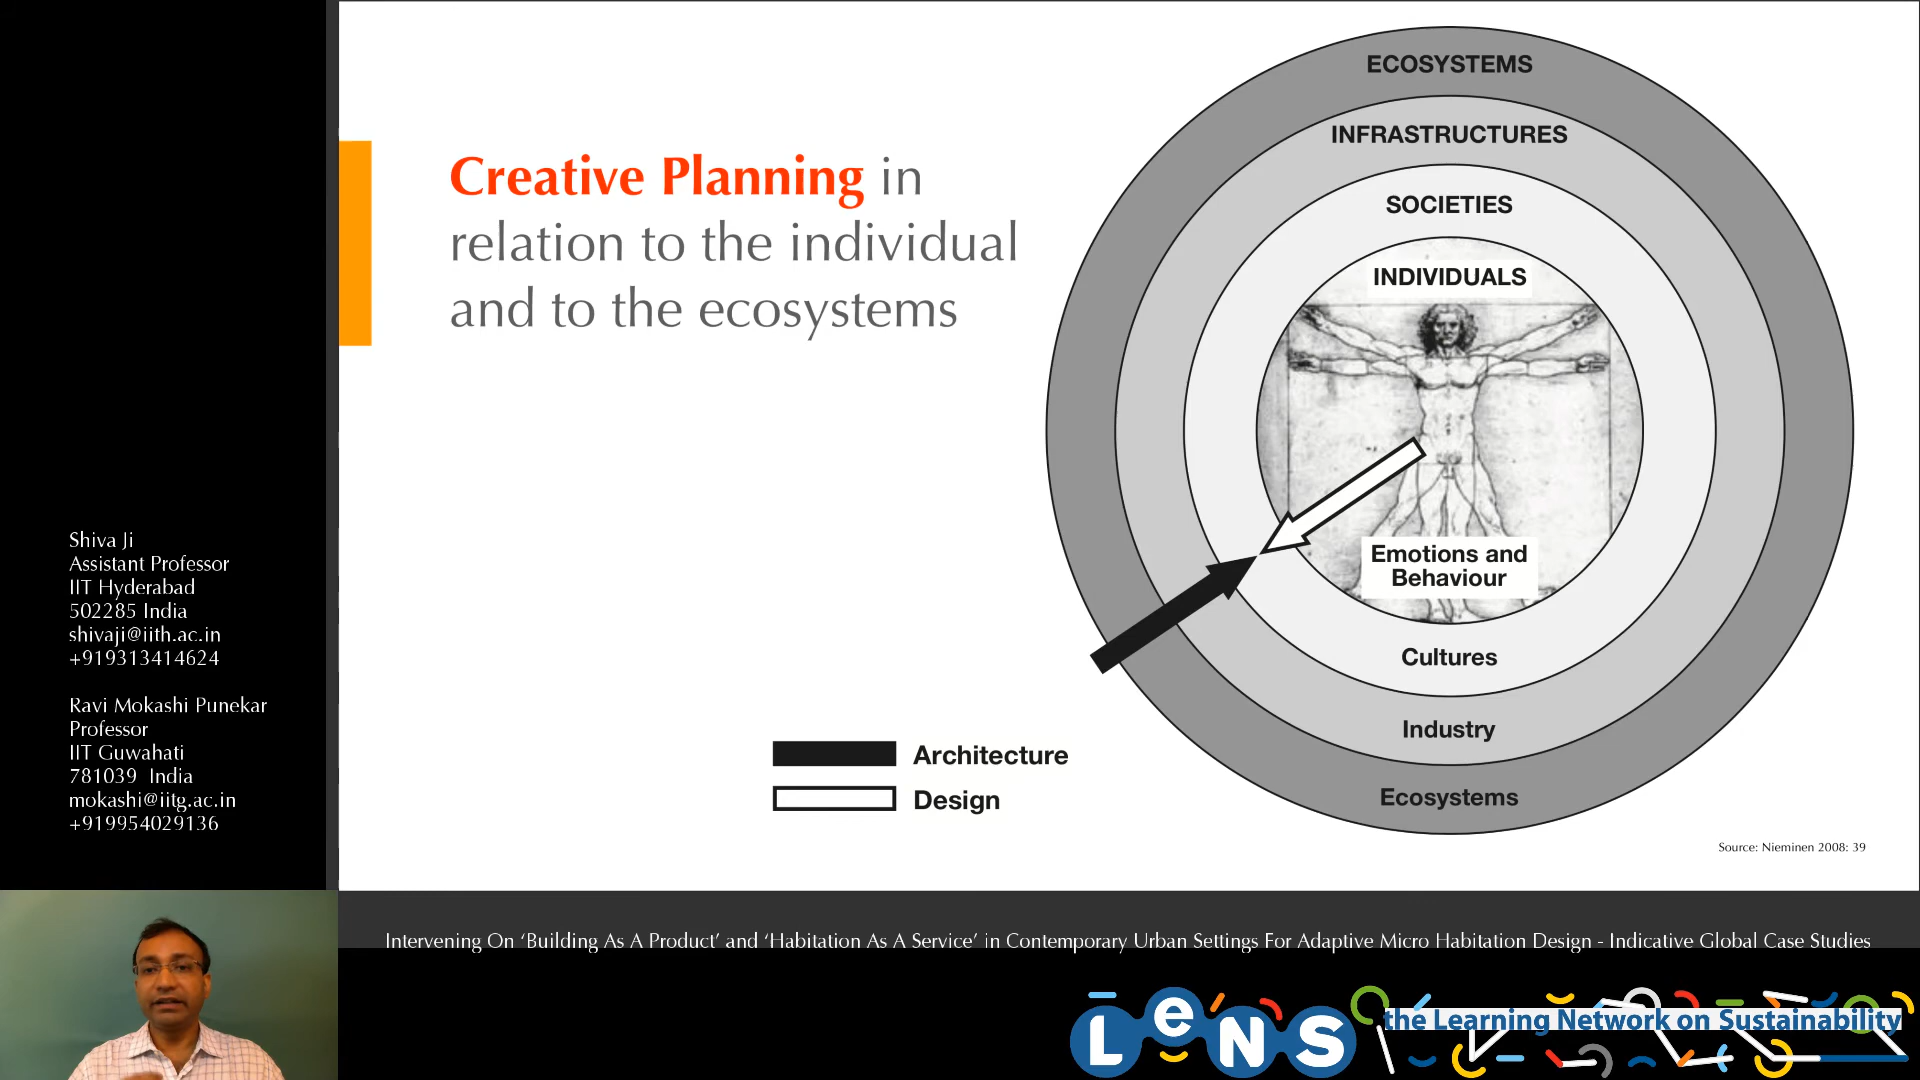 Creative Planning in
relation to the individual
and to the ecosystems
ECOSYSTEMS
INFRASTRUCTURES
SOCIETIES
INDIVIDUALS
Emotions and
Behaviour
Cultures
Industry
Ecosystems
Architecture
Design
Source: Nieminen 2008: 39
Shiva Ji
Assistant Professor
IIT Hyderabad
502285 India
shivaji@iith.ac.in
+919313414624
Ravi Mokashi Punekar
Professor
IIT Guwahati
781039 India
mokashi@iitg.ac.in
+919954029136
Intervening On ‘Building As A Product’ and ‘Habitation As A Service’ in Contemporary Urban Settings For Adaptive Micro Habitation Design - Indicative Global Case Studies
LeNS
the Learning Network on Sustainability